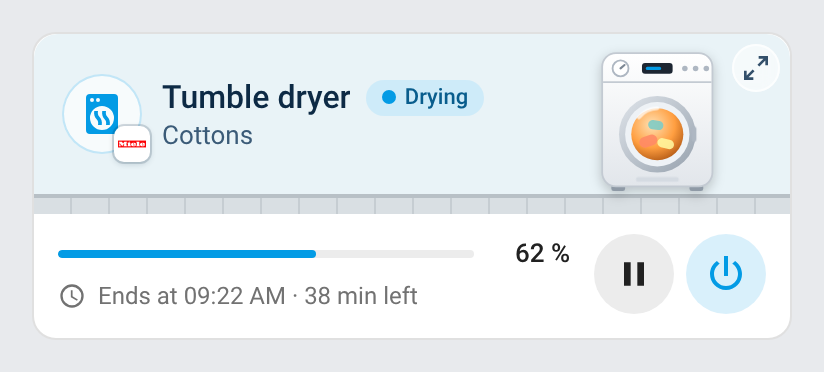 Tumble dryer
Drying
Miele
Cottons
62 %
Ends at 09:22 AM · 38 min left